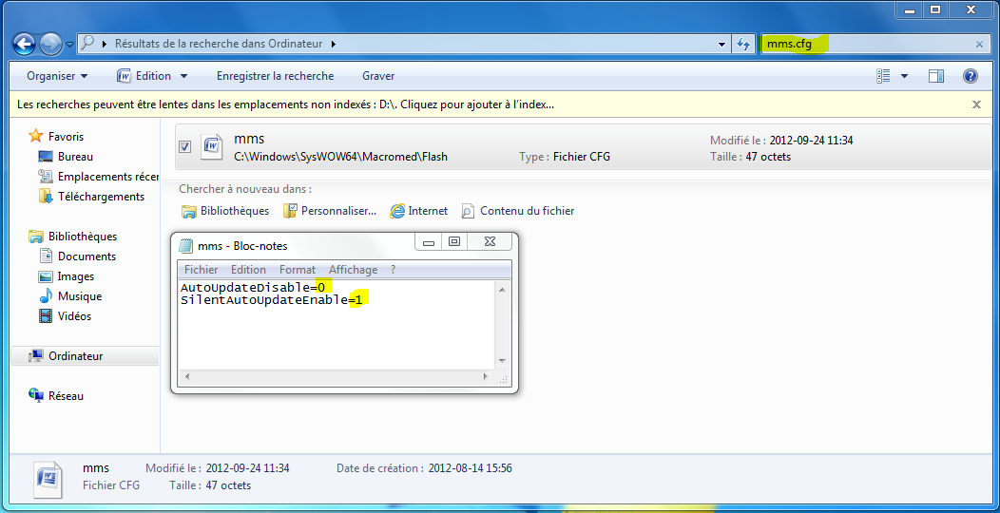 Résultats de la recherche dans Ordinateur
mms.cfg
Organiser
Edition
Enregistrer la recherche
Graver
Les recherches peuvent être lentes dans les emplacements non indexés : D:\. Cliquez pour ajouter à l'index...
Favoris
Bureau
Emplacements récer
Téléchargements
Bibliothèques
Documents
Images
Musique
Vidéos
Ordinateur
Réseau
mms
C:\Windows\SysWOW64\Macromed\Flash
Type : Fichier CFG
Modifié le : 2012-09-24 11:34
Taille : 47 octets
Chercher à nouveau dans :
Bibliothèques
Personnaliser...
Internet
Contenu du fichier
mms - Bloc-notes
Fichier Edition Format Affichage ?
AutoUpdateDisable=0
SilentAutoUpdateEnable=1
mms Modifié le : 2012-09-24 11:34 Date de création : 2012-08-14 15:56
Fichier CFG Taille : 47 octets